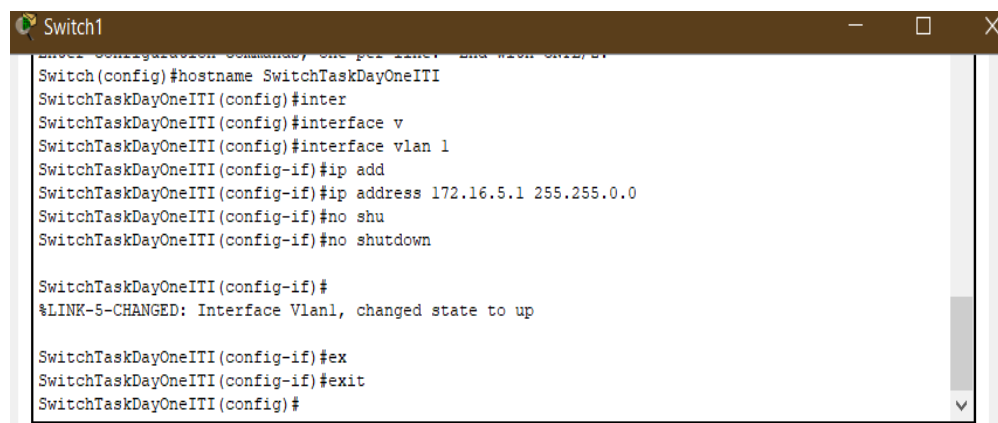 Switch1
Switch(config)#hostname SwitchTaskDayOneITI
SwitchTaskDayOneITI(config)#inter
SwitchTaskDayOneITI(config)#interface v
SwitchTaskDayOneITI(config)#interface vlan 1
SwitchTaskDayOneITI(config-if)#ip add
SwitchTaskDayOneITI(config-if)#ip address 172.16.5.1 255.255.0.0
SwitchTaskDayOneITI(config-if)#no shu
SwitchTaskDayOneITI(config-if)#no shutdown
SwitchTaskDayOneITI(config-if)#
%LINK-5-CHANGED: Interface Vlan1, changed state to up
SwitchTaskDayOneITI(config-if)#ex
SwitchTaskDayOneITI(config-if)#exit
SwitchTaskDayOneITI(config)#